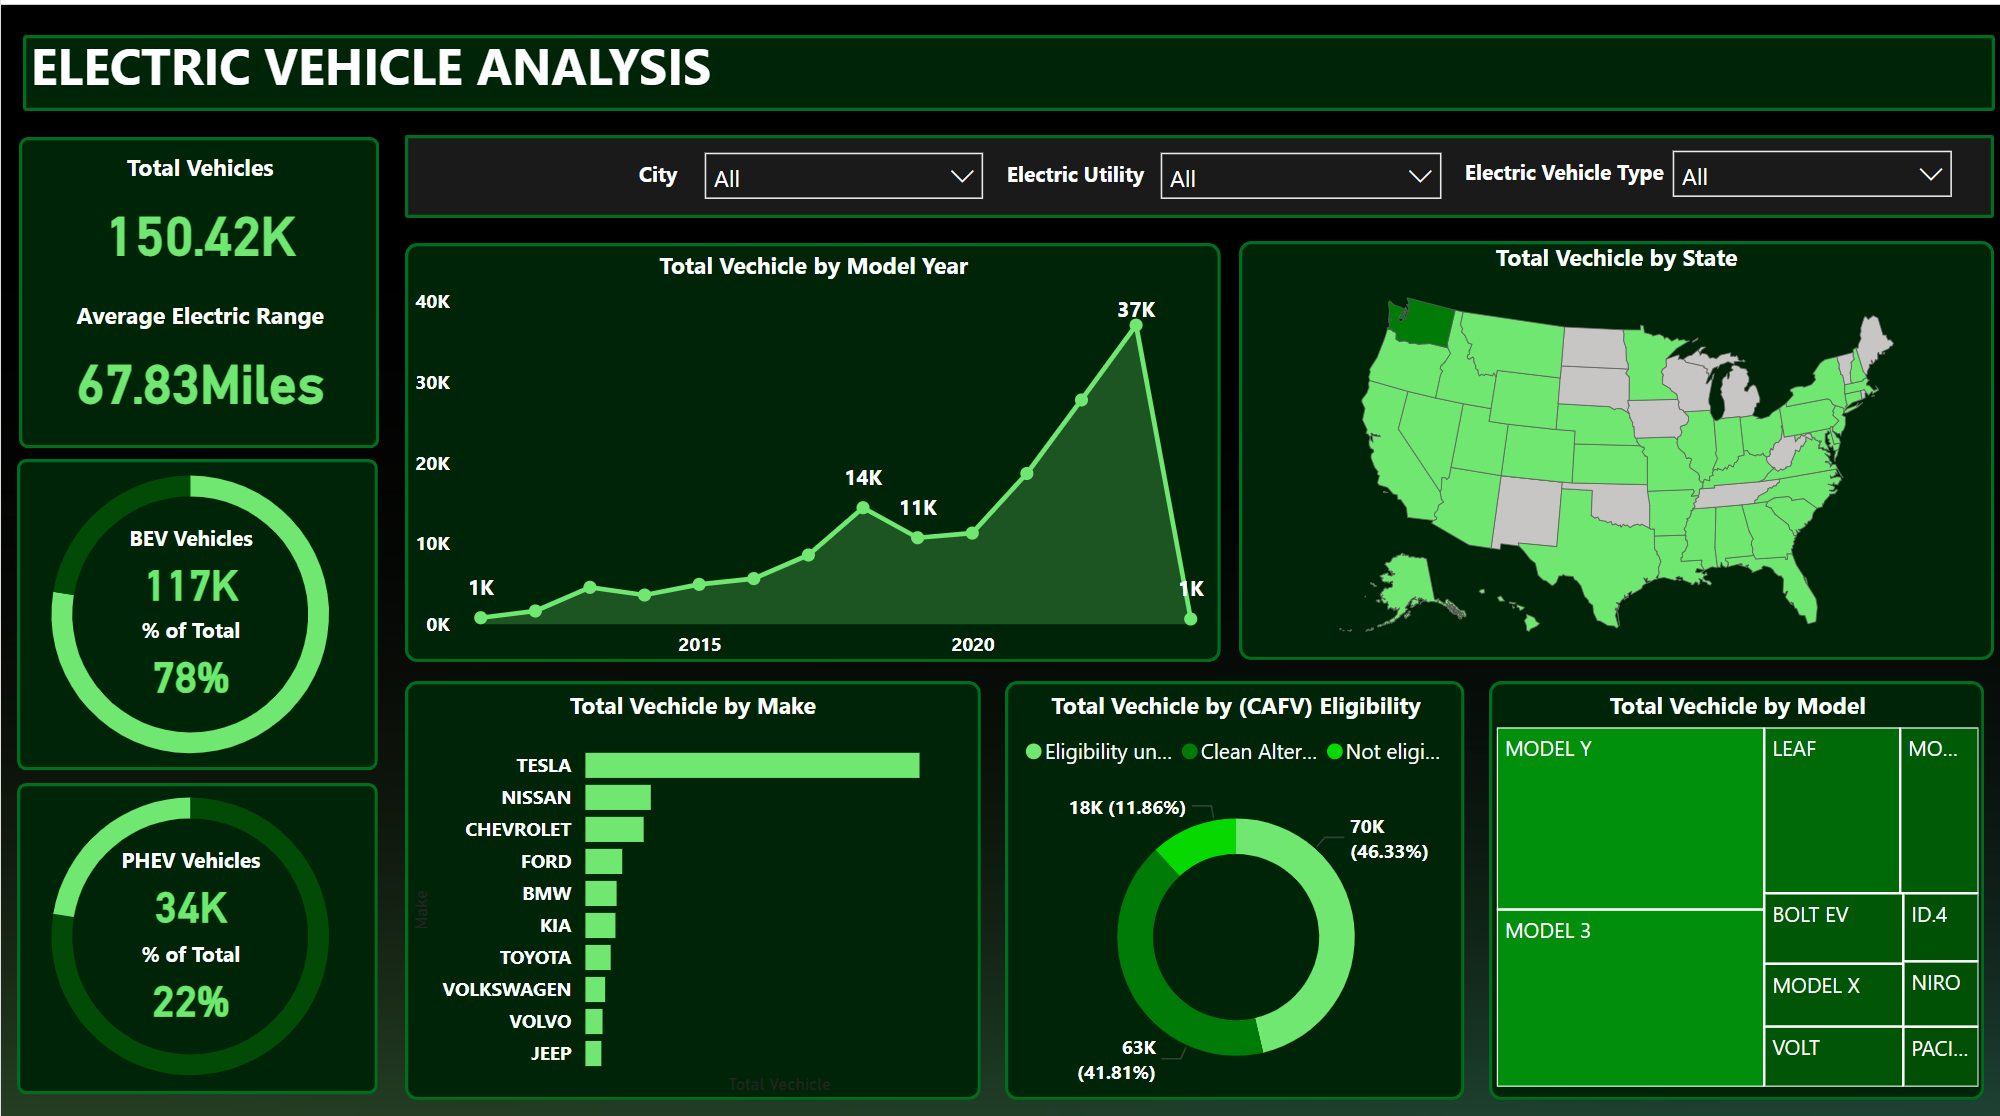 ELECTRIC VEHICLE ANALYSIS
Total Vehicles
150.42K
Average Electric Range
67.83Miles
City
All
Electric Utility
All
Electric Vehicle Type
All
BEV Vehicles
117K
% of Total
78%
PHEV Vehicles
34K
% of Total
22%
Total Vechicle by Model Year
40K
30K
20K
10K
0K
1K
14K
11K
37K
1K
2015
2020
Total Vechicle by State
Total Vechicle by Make
Make
TESLA
NISSAN
CHEVROLET
FORD
BMW
KIA
TOYOTA
VOLKSWAGEN
VOLVO
JEEP
Total Vechicle
Total Vechicle by (CAFV) Eligibility
Eligibility un...
Clean Alter...
Not eligi...
18K (11.86%)
70K
(46.33%)
63K
(41.81%)
Total Vechicle by Model
MODEL Y
MODEL 3
LEAF
MO...
BOLT EV
ID.4
MODEL X
NIRO
VOLT
PACI...